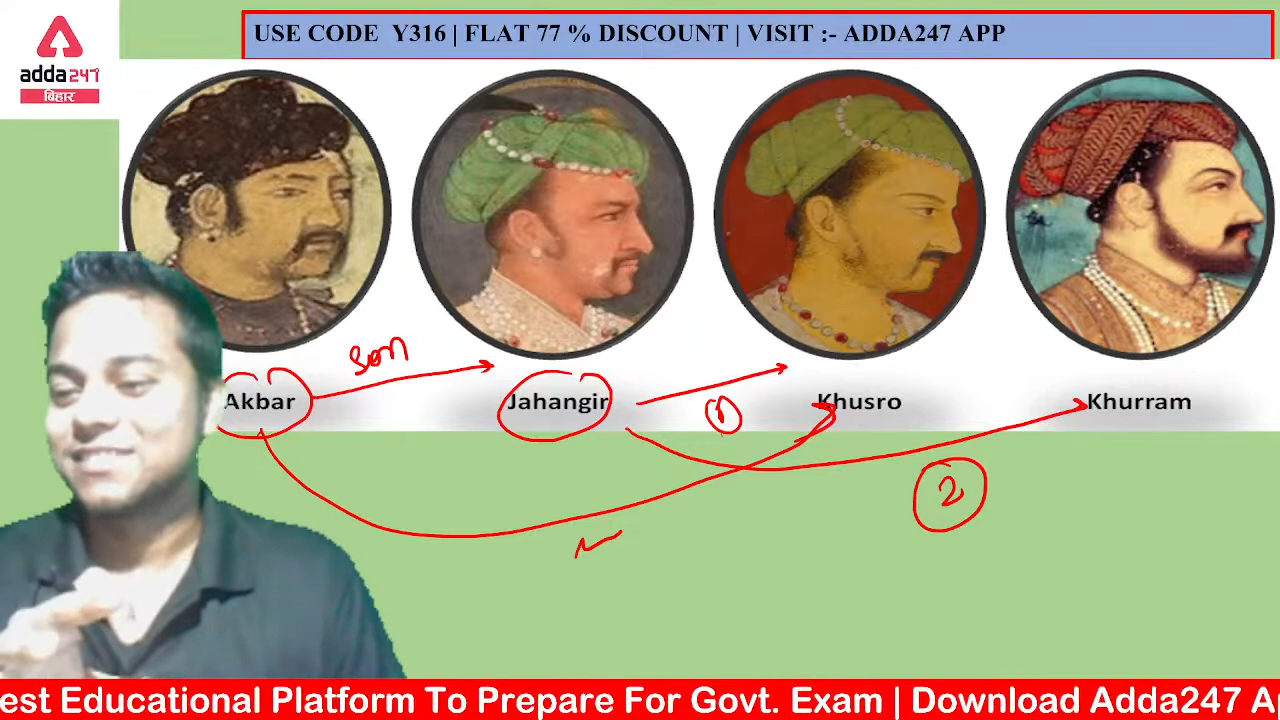 USE CODE Y316 | FLAT 77 % DISCOUNT | VISIT :- ADDA247 APP
adda247
बिहार
son
Akbar Jahangir Khusro Khurram
1
2
est Educational Platform To Prepare For Govt. Exam | Download Adda247 A